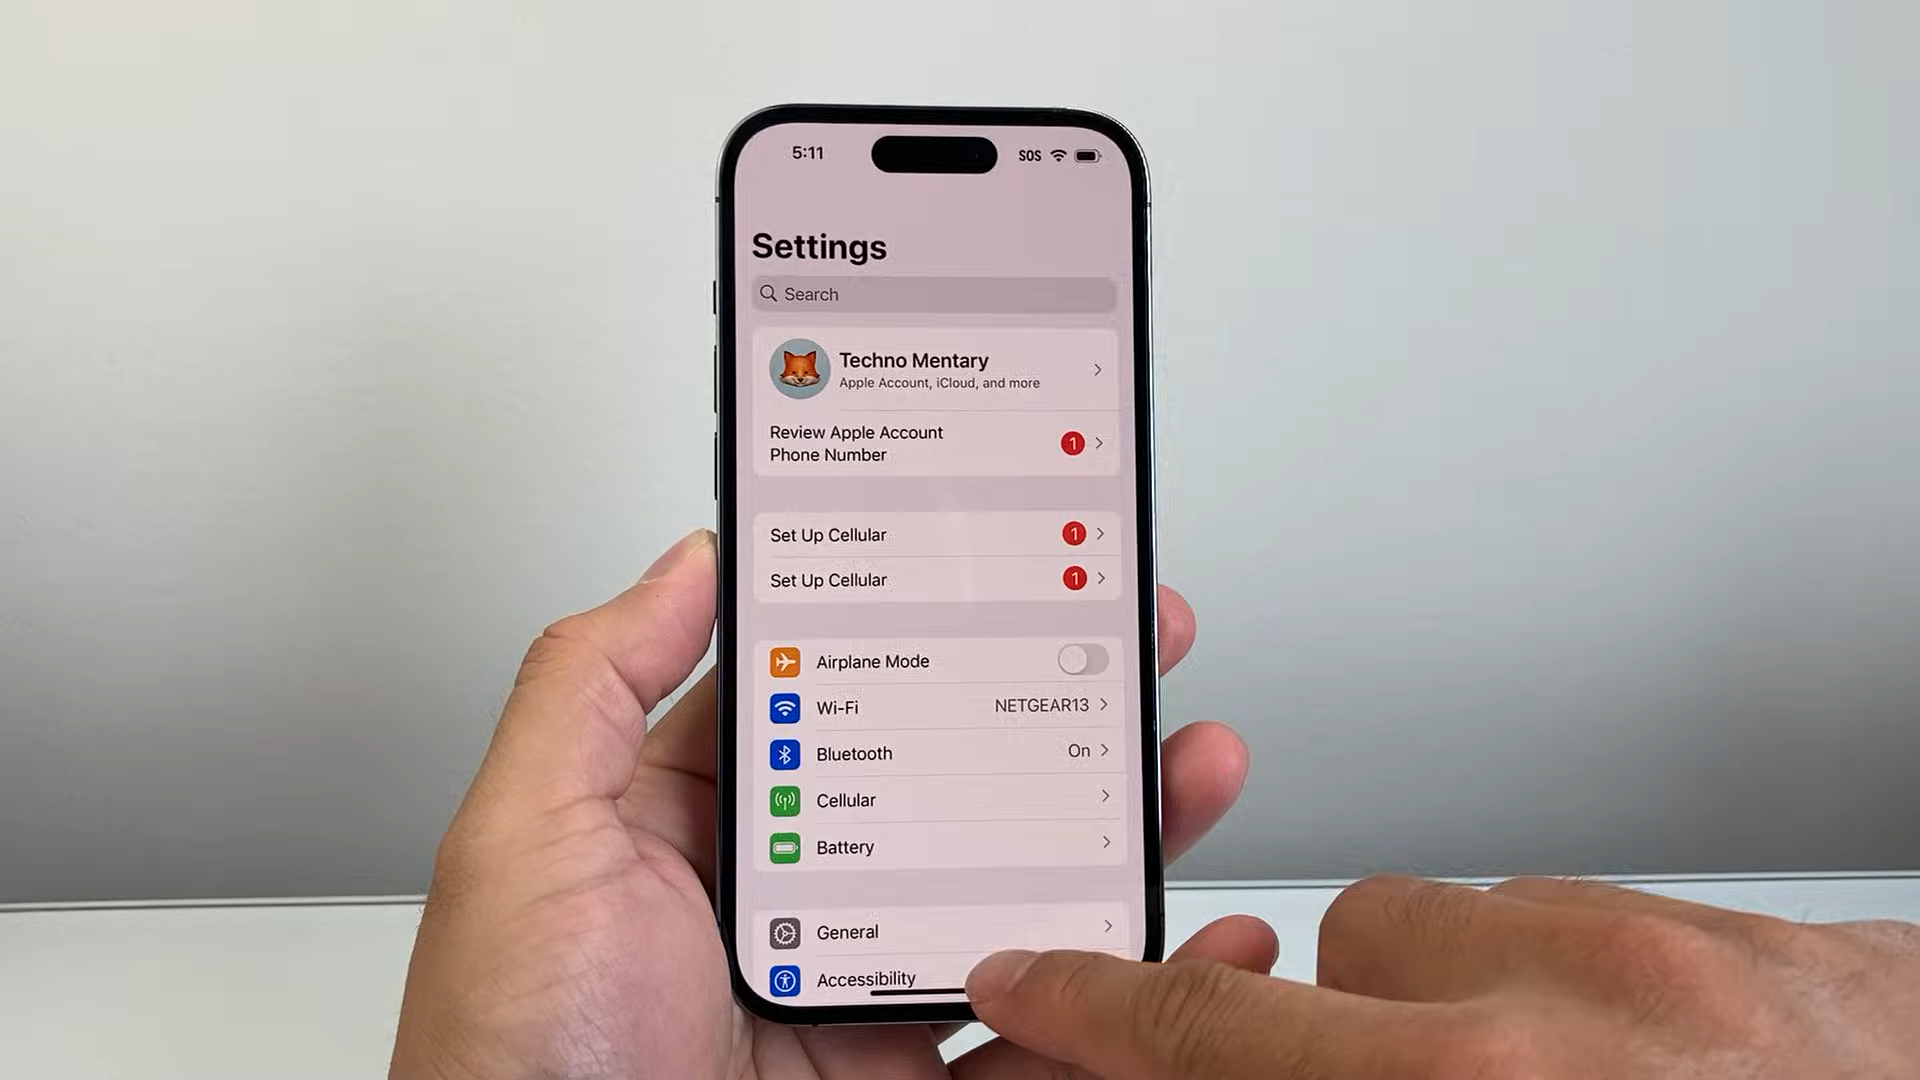 5:11
SOS
Settings
Search
Techno Mentary
Apple Account, iCloud, and more
Review Apple Account
Phone Number
1
Set Up Cellular
1
Set Up Cellular
1
Airplane Mode
Wi-Fi
NETGEAR13
Bluetooth
On
Cellular
Battery
General
Accessibility